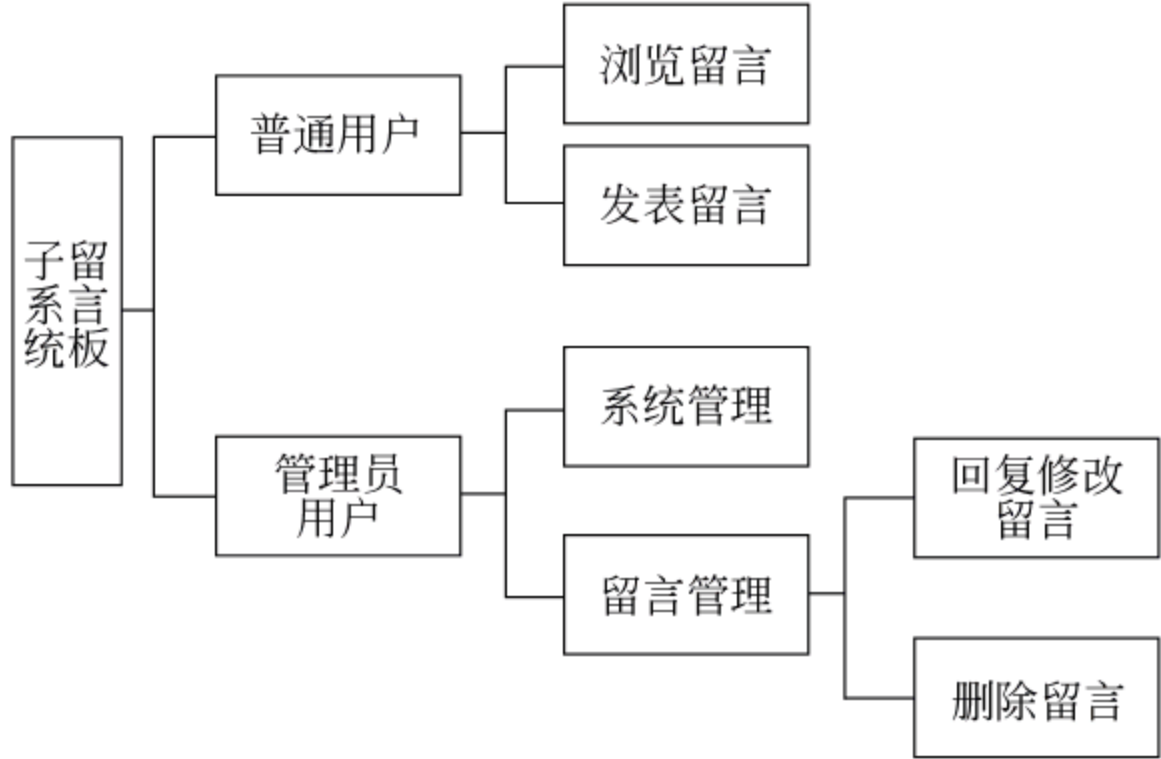 留言板
子系统
普通用户
浏览留言
发表留言
管理员
用户
系统管理
留言管理
回复修改
留言
删除留言